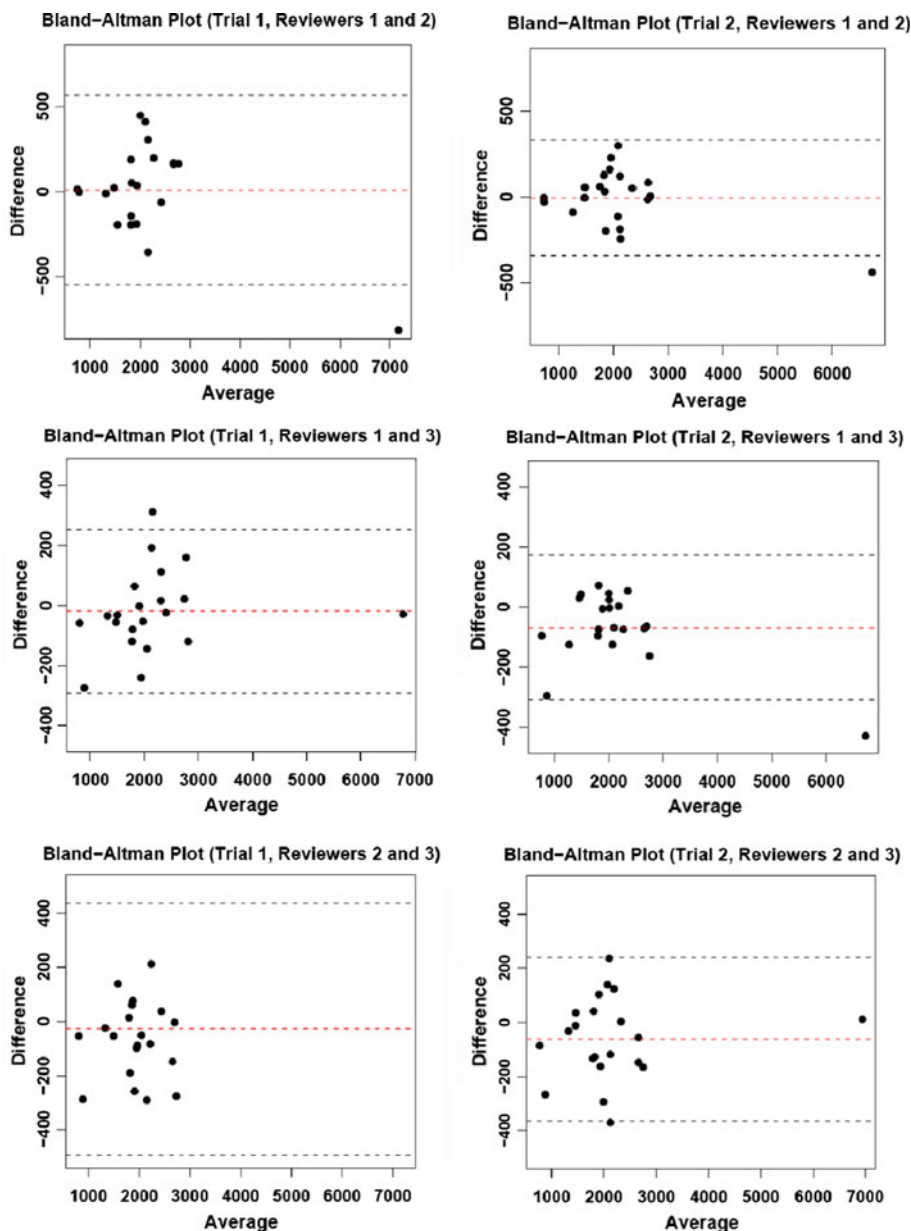 Bland−Altman Plot (Trial 1, Reviewers 1 and 2)
500
0
−500
Difference
1000 2000 3000 4000 5000 6000 7000
Average
Bland−Altman Plot (Trial 2, Reviewers 1 and 2)
500
0
−500
Difference
1000 2000 3000 4000 5000 6000
Average
Bland−Altman Plot (Trial 1, Reviewers 1 and 3)
400
200
0
−200
−400
Difference
1000 2000 3000 4000 5000 6000 7000
Average
Bland−Altman Plot (Trial 2, Reviewers 1 and 3)
400
200
0
−200
−400
Difference
1000 2000 3000 4000 5000 6000
Average
Bland−Altman Plot (Trial 1, Reviewers 2 and 3)
400
200
0
−200
−400
Difference
1000 2000 3000 4000 5000 6000 7000
Average
Bland−Altman Plot (Trial 2, Reviewers 2 and 3)
400
200
0
−200
−400
Difference
1000 2000 3000 4000 5000 6000 7000
Average